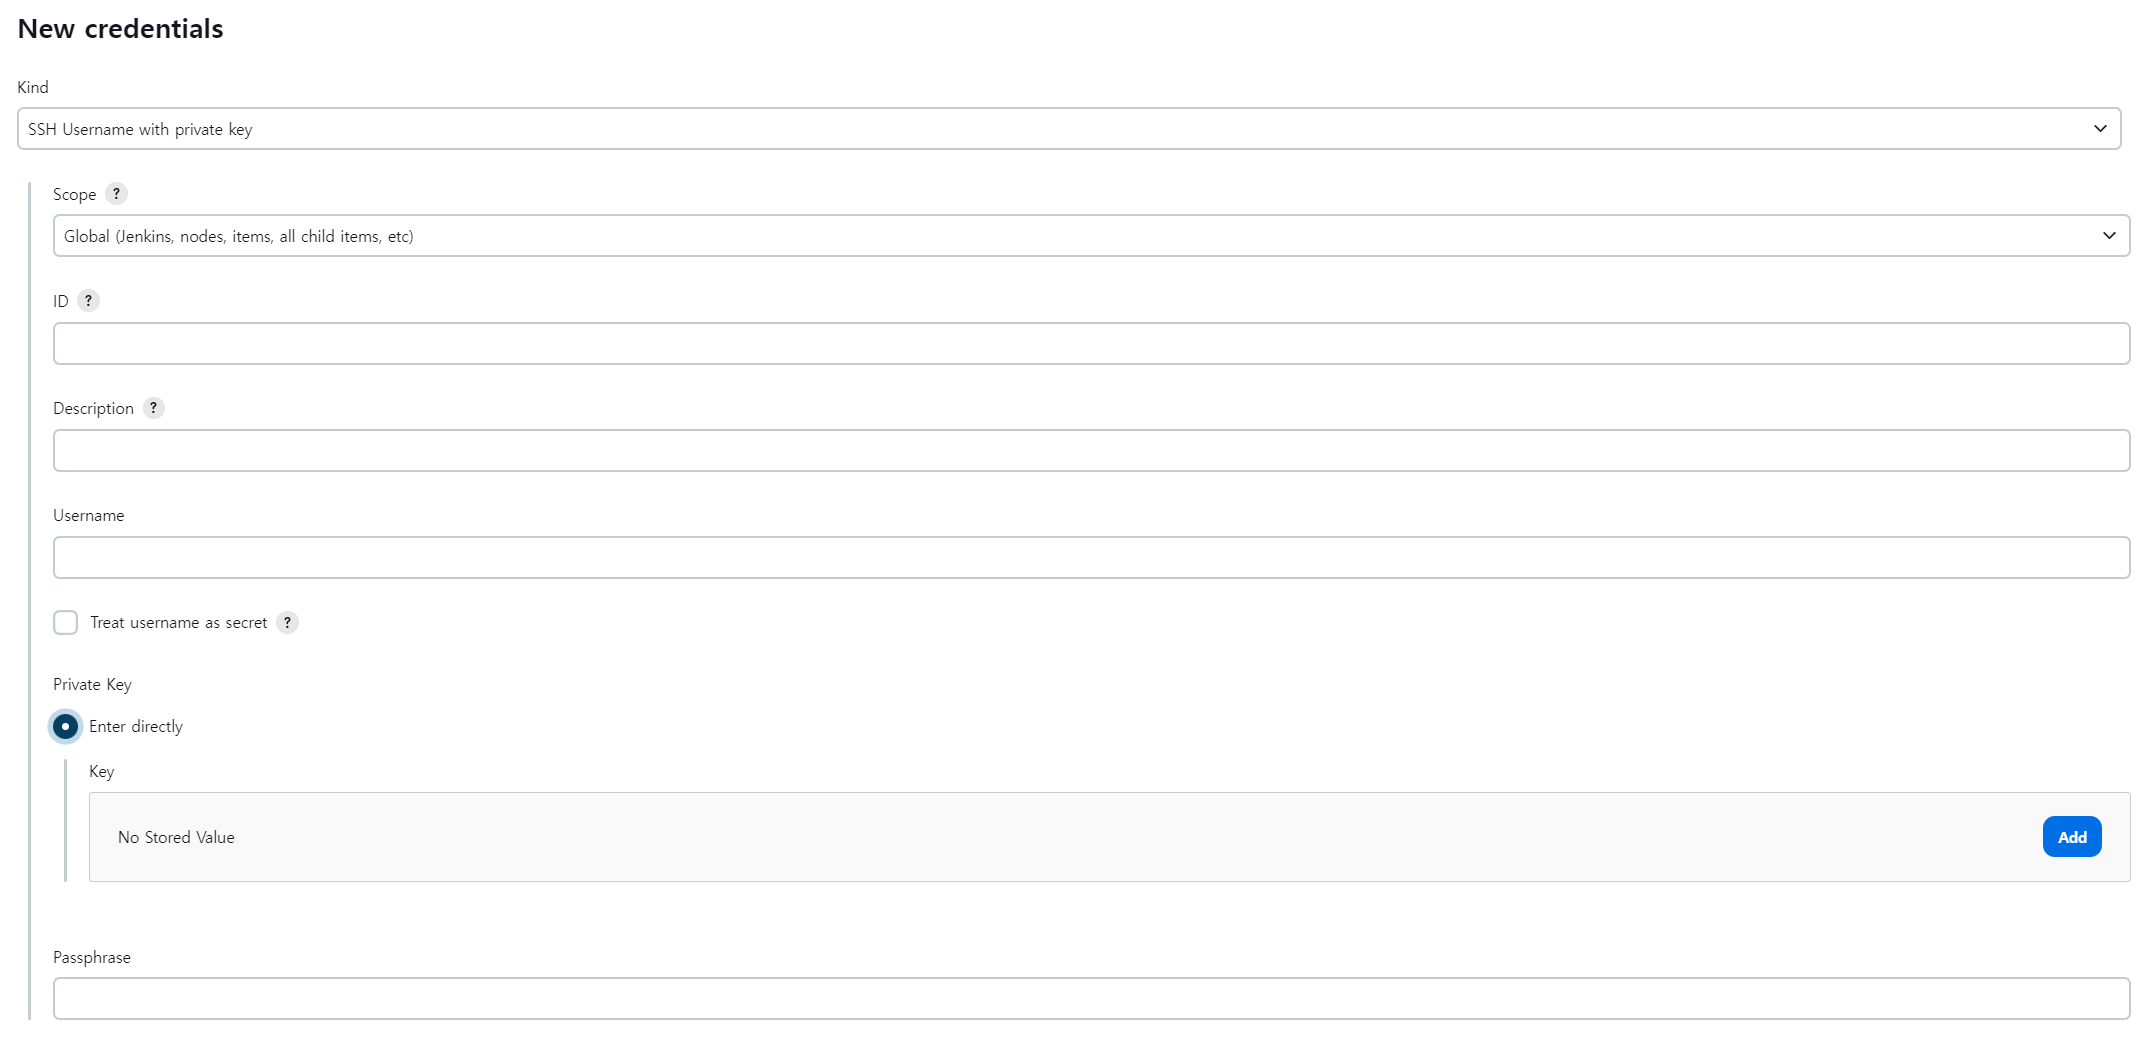 New credentials
Kind
SSH Username with private key
Scope ?
Global (Jenkins, nodes, items, all child items, etc)
ID ?
Description ?
Username
Treat username as secret ?
Private Key
Enter directly
Key
No Stored Value
Add
Passphrase